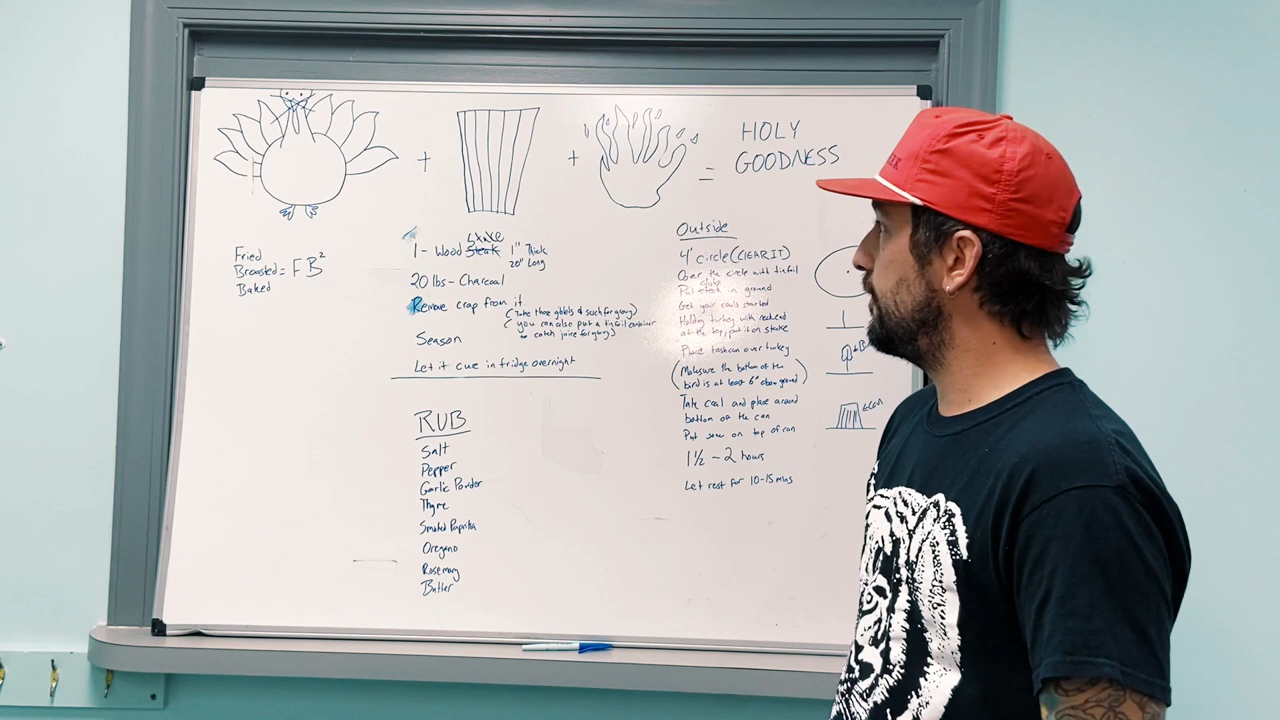 + + = HOLY
GOODNESS
Fried
Broasted = FB²
Baked
Stake
1 - Wood Steak 1" Thick
20" Long
20 lbs - Charcoal
Remove crap from it
(Take those giblets & such for gravy)
(you can also put a tinfoil container
to catch juice for gravy)
Season
Let it cue in fridge overnight
RUB
Salt
Pepper
Garlic Powder
Thyme
Smoked Paprika
Oregano
Rosemary
Butter
Outside
4' circle (CLEAR IT)
Over the circle with tinfoil
Put stake in ground
Get your coals started
Holding turkey with neck end
at the top, put it on stake
Place trashcan over turkey
(Make sure the bottom of the
bird is at least 6" above ground)
Take coal and place around
bottom of the can
Put some on top of can
1½ - 2 hours
Let rest for 10-15 mins